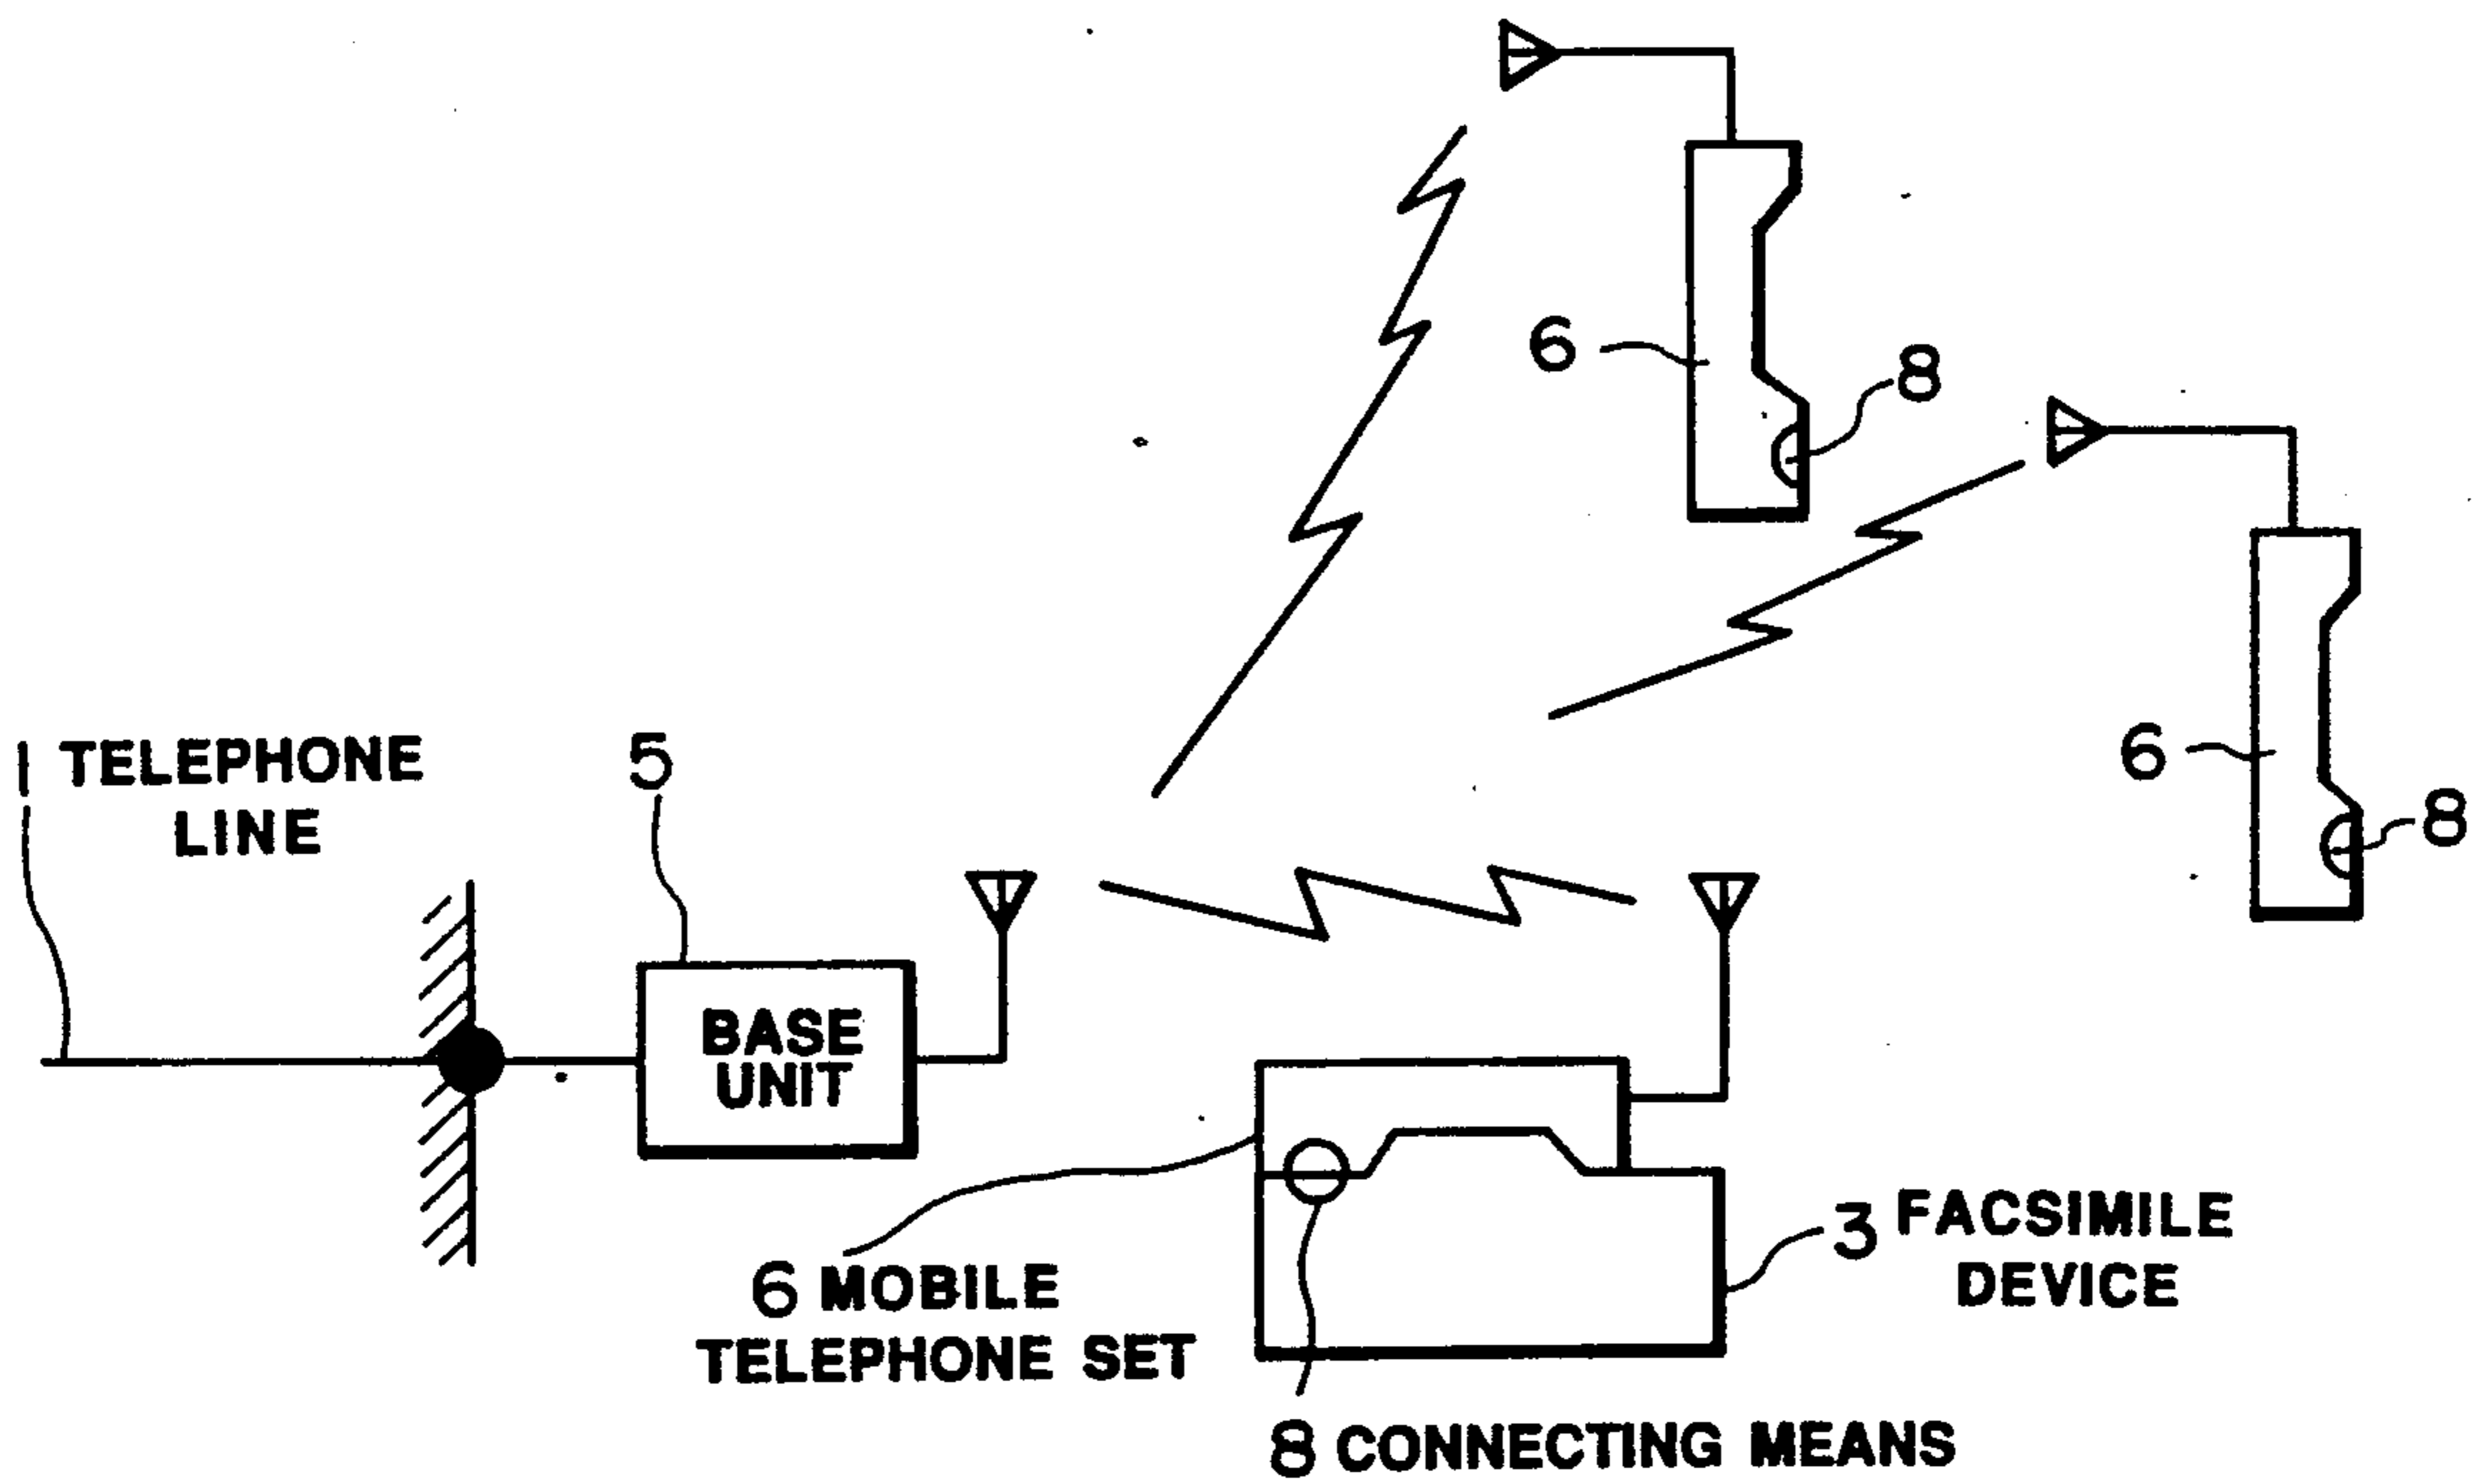 6
8
6
8
1 TELEPHONE
LINE
5
BASE
UNIT
3 FACSIMILE
DEVICE
6 MOBILE
TELEPHONE SET
8 CONNECTING MEANS